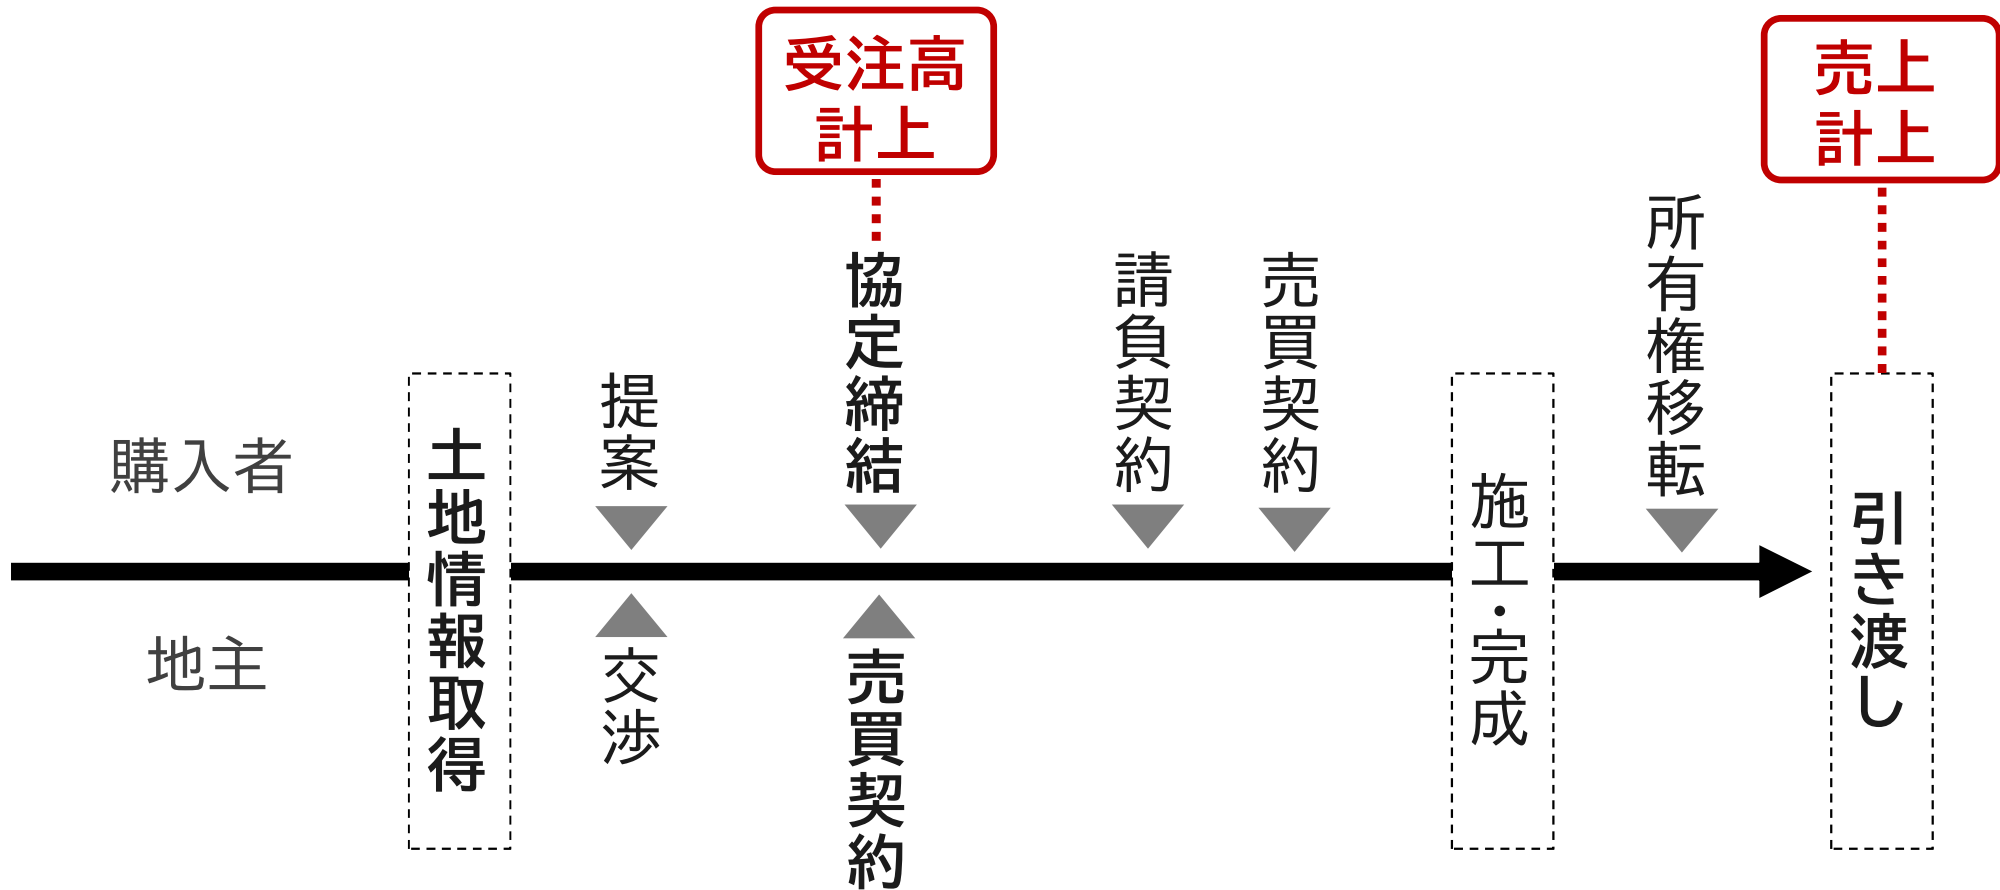 受注高
計上
売上
計上
購入者
地主
土地情報取得
提案
交渉
協定締結
売買契約
請負契約
売買契約
施工・完成
所有権移転
引き渡し